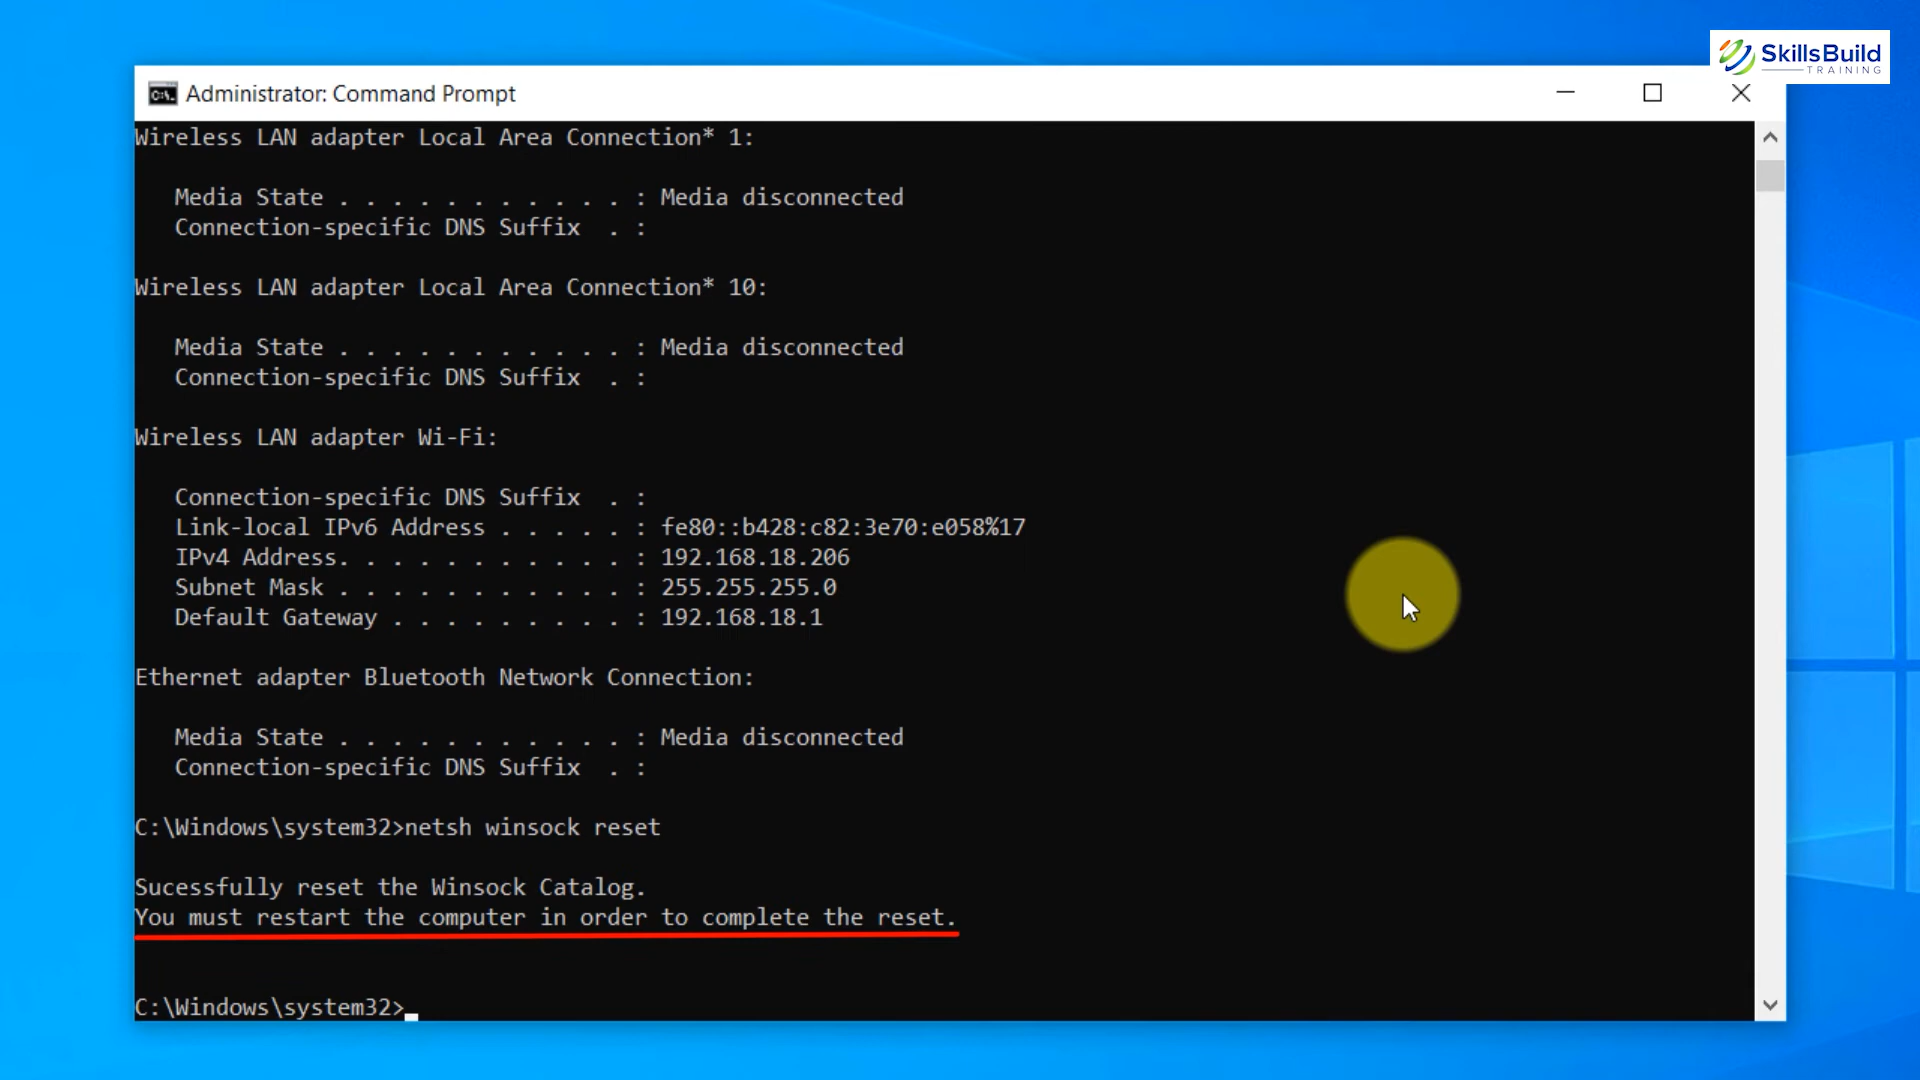 SkillsBuild
TRAINING
Administrator: Command Prompt
Wireless LAN adapter Local Area Connection* 1:
Media State . . . . . . . . . . . : Media disconnected
Connection-specific DNS Suffix  . :
Wireless LAN adapter Local Area Connection* 10:
Media State . . . . . . . . . . . : Media disconnected
Connection-specific DNS Suffix  . :
Wireless LAN adapter Wi-Fi:
Connection-specific DNS Suffix  . :
Link-local IPv6 Address . . . . . : fe80::b428:c82:3e70:e058%17
IPv4 Address. . . . . . . . . . . : 192.168.18.206
Subnet Mask . . . . . . . . . . . : 255.255.255.0
Default Gateway . . . . . . . . . : 192.168.18.1
Ethernet adapter Bluetooth Network Connection:
Media State . . . . . . . . . . . : Media disconnected
Connection-specific DNS Suffix  . :
C:\Windows\system32>netsh winsock reset
Sucessfully reset the Winsock Catalog.
You must restart the computer in order to complete the reset.
C:\Windows\system32>